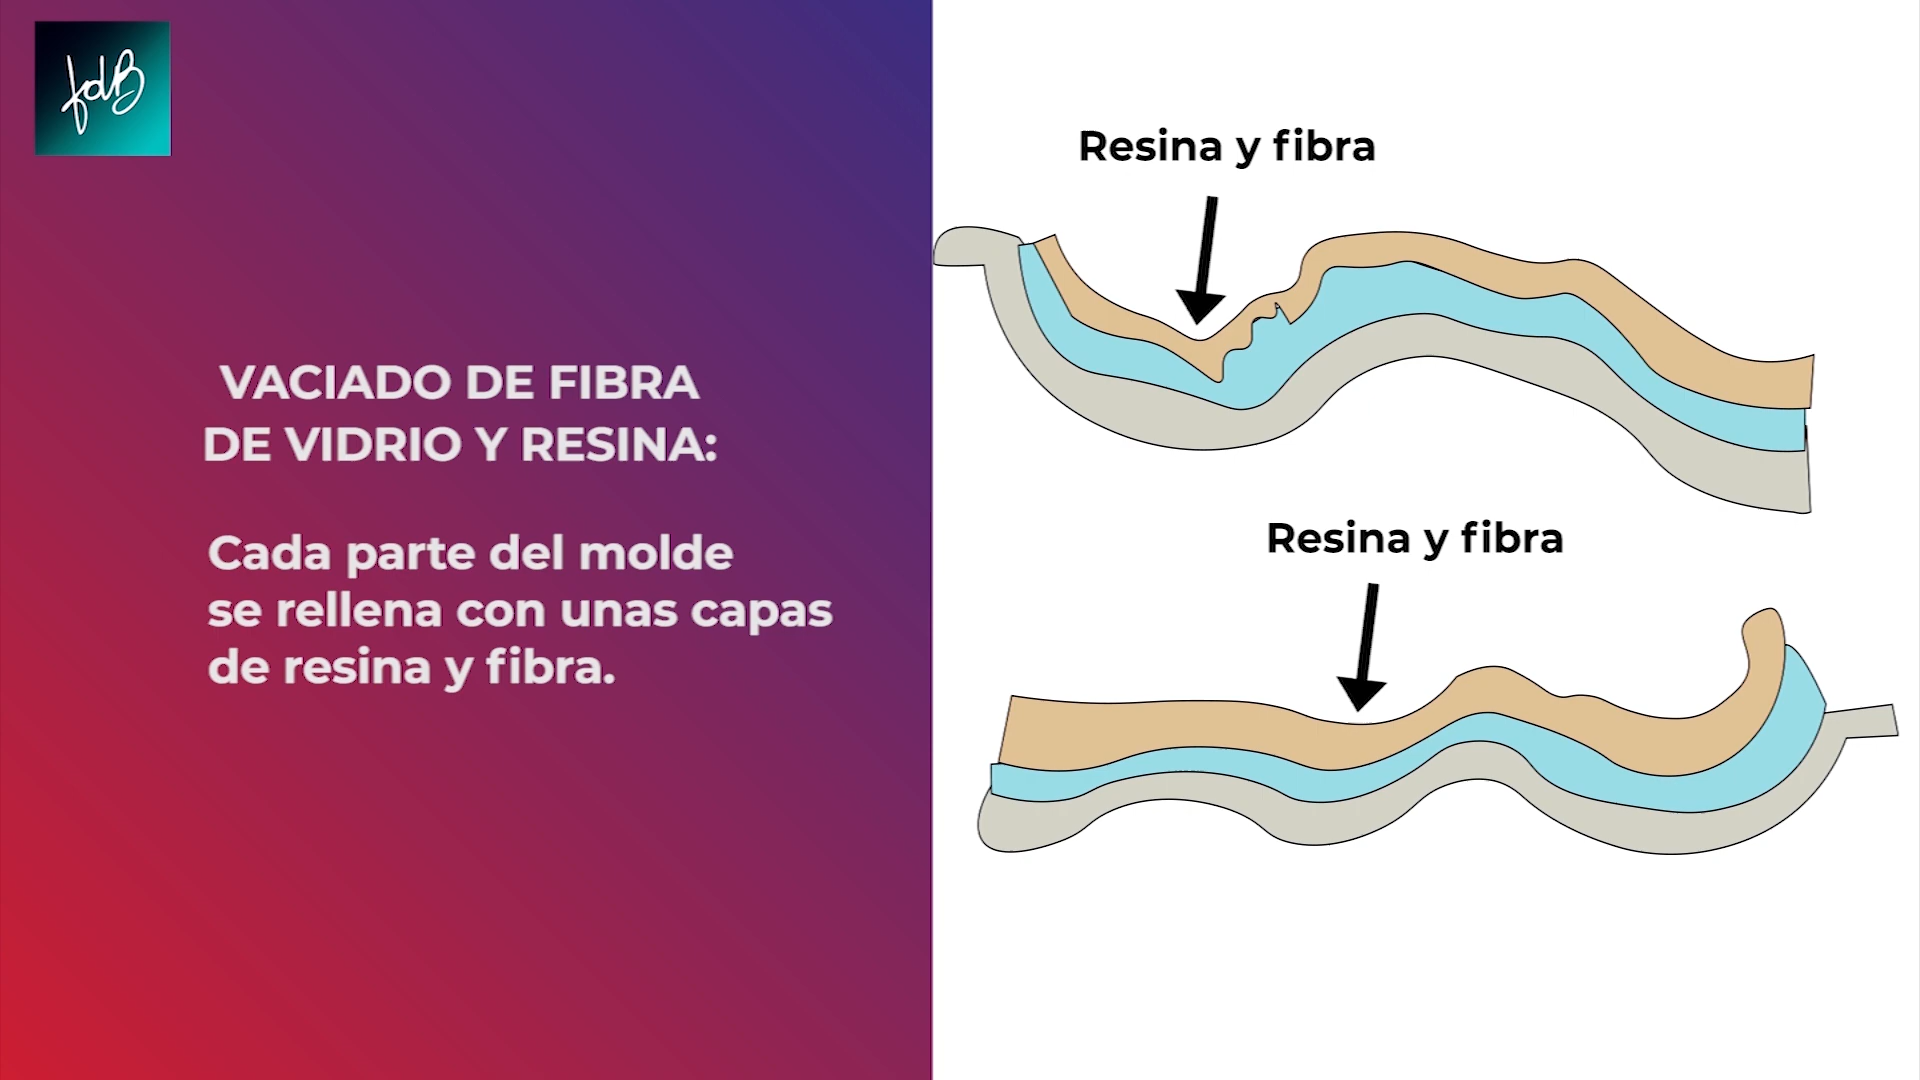 fdB
VACIADO DE FIBRA
DE VIDRIO Y RESINA:
Cada parte del molde
se rellena con unas capas
de resina y fibra.
Resina y fibra
Resina y fibra